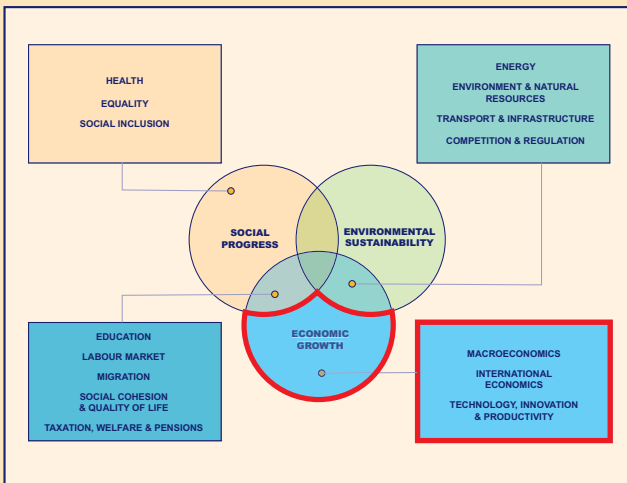 HEALTH
EQUALITY
SOCIAL INCLUSION
ENERGY
ENVIRONMENT & NATURAL
RESOURCES
TRANSPORT & INFRASTRUCTURE
COMPETITION & REGULATION
SOCIAL
PROGRESS
ENVIRONMENTAL
SUSTAINABILITY
ECONOMIC
GROWTH
EDUCATION
LABOUR MARKET
MIGRATION
SOCIAL COHESION
& QUALITY OF LIFE
TAXATION, WELFARE & PENSIONS
MACROECONOMICS
INTERNATIONAL
ECONOMICS
TECHNOLOGY, INNOVATION
& PRODUCTIVITY